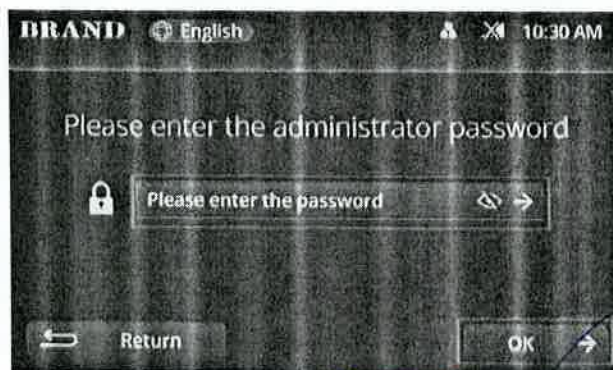 BRAND English 10:30 AM
Please enter the administrator password
Please enter the password
Return OK